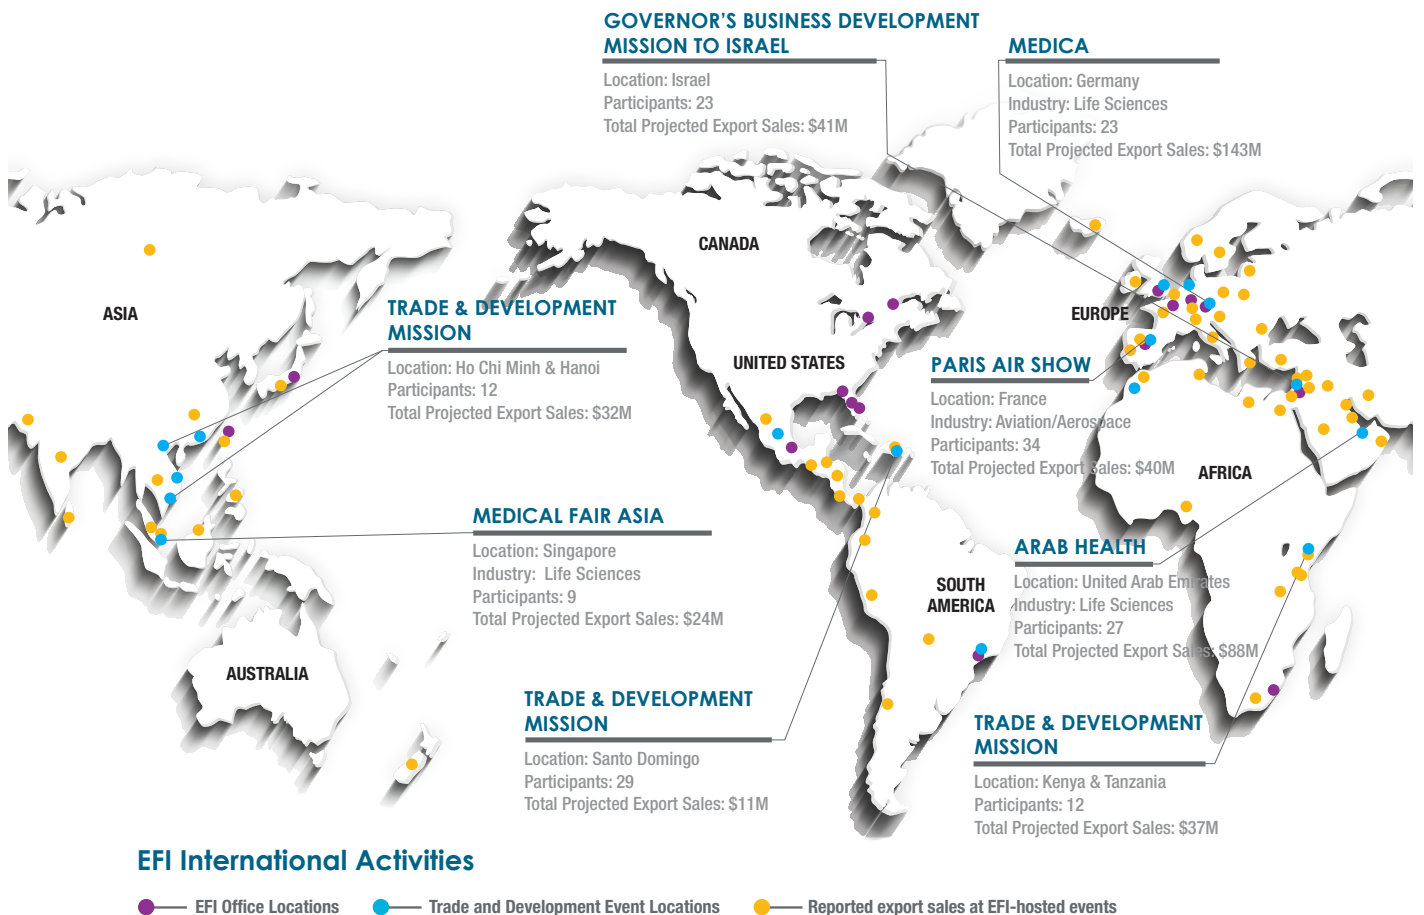 GOVERNOR'S BUSINESS DEVELOPMENT
MISSION TO ISRAEL
Location: Israel
Participants: 23
Total Projected Export Sales: $41M
MEDICA
Location: Germany
Industry: Life Sciences
Participants: 23
Total Projected Export Sales: $143M
CANADA
ASIA
TRADE & DEVELOPMENT
MISSION
Location: Ho Chi Minh & Hanoi
Participants: 12
Total Projected Export Sales: $32M
EUROPE
UNITED STATES
PARIS AIR SHOW
Location: France
Industry: Aviation/Aerospace
Participants: 34
Total Projected Export Sales: $40M
AFRICA
MEDICAL FAIR ASIA
Location: Singapore
Industry: Life Sciences
Participants: 9
Total Projected Export Sales: $24M
ARAB HEALTH
Location: United Arab Emirates
Industry: Life Sciences
Participants: 27
Total Projected Export Sales: $88M
SOUTH
AMERICA
AUSTRALIA
TRADE & DEVELOPMENT
MISSION
Location: Santo Domingo
Participants: 29
Total Projected Export Sales: $11M
TRADE & DEVELOPMENT
MISSION
Location: Kenya & Tanzania
Participants: 12
Total Projected Export Sales: $37M
EFI International Activities
EFI Office Locations
Trade and Development Event Locations
Reported export sales at EFI-hosted events